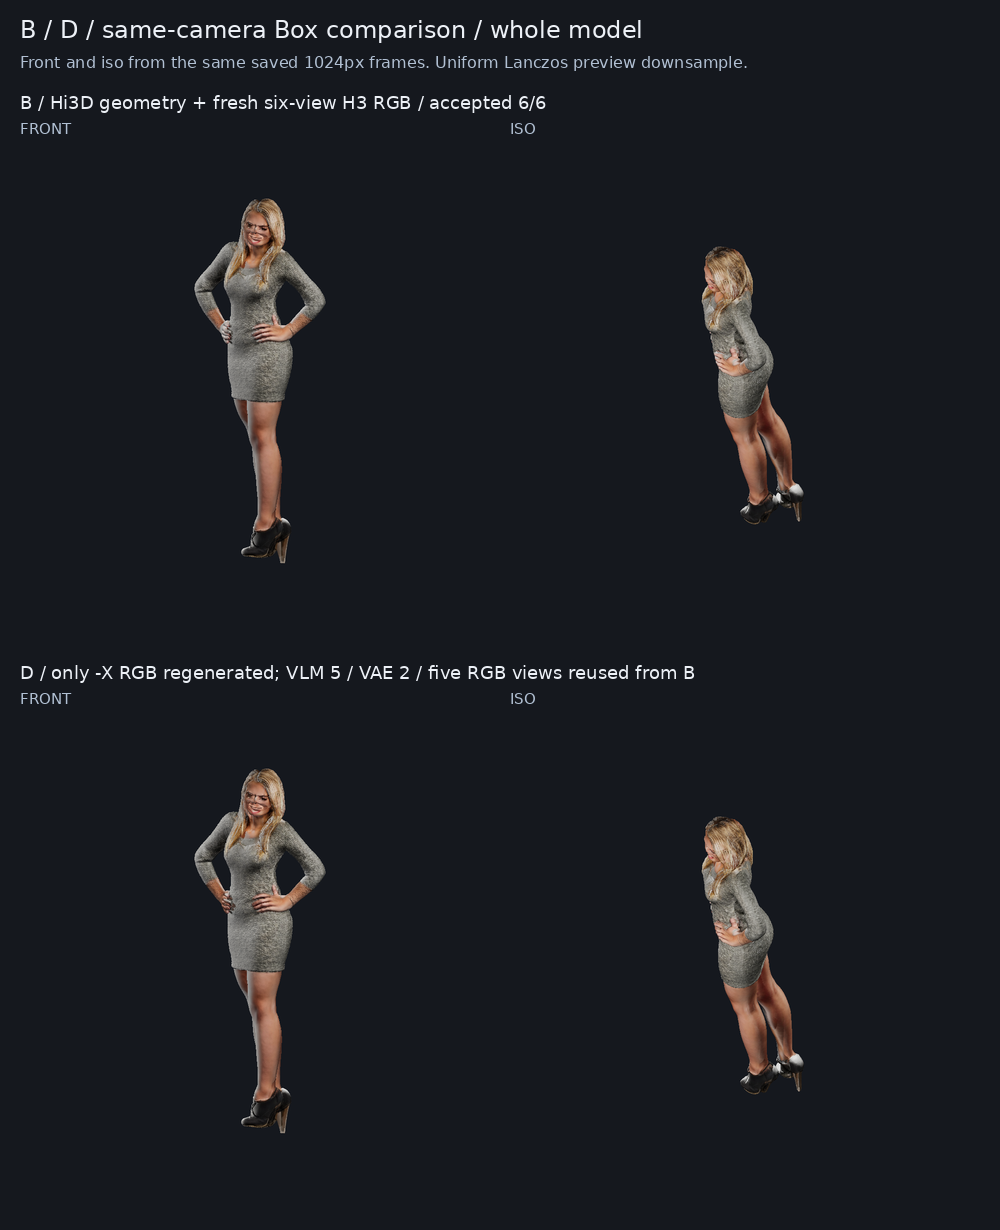 B / D / same-camera Box comparison / whole model
Front and iso from the same saved 1024px frames. Uniform Lanczos preview downsample.
B / Hi3D geometry + fresh six-view H3 RGB / accepted 6/6
FRONT ISO
D / only -X RGB regenerated; VLM 5 / VAE 2 / five RGB views reused from B
FRONT ISO